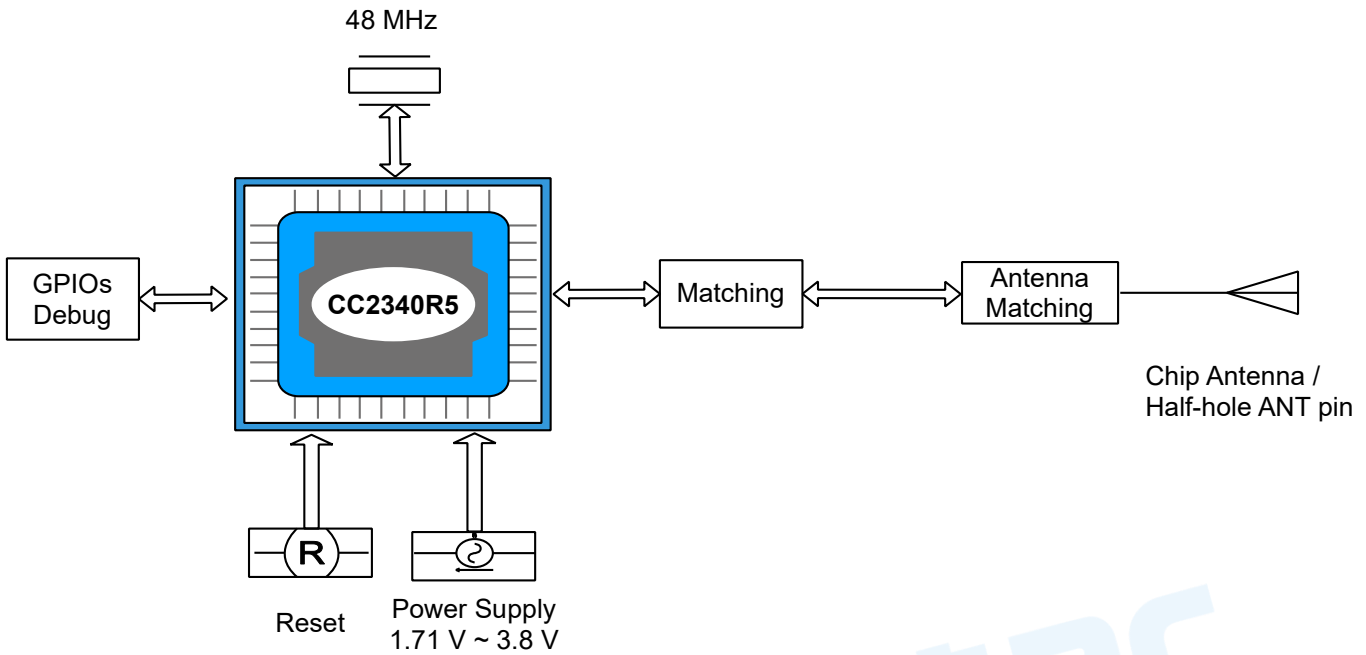 48 MHz
GPIOs
Debug
CC2340R5
Matching
Antenna
Matching
Chip Antenna /
Half-hole ANT pin
R
Reset
Power Supply
1.71 V ~ 3.8 V